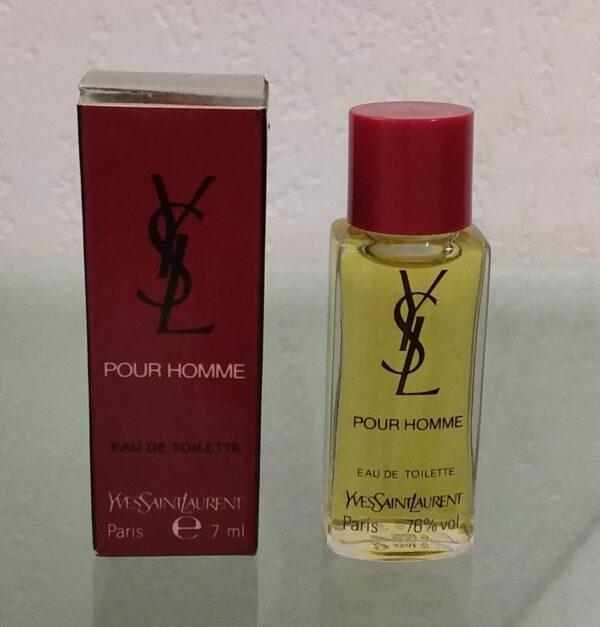 YSL
POUR HOMME
EAU DE TOILETTE
YVESSAINTLAURENT
Paris e 7 ml
YSL
POUR HOMME
EAU DE TOILETTE
YVESSAINTLAURENT
Paris 76% vol.